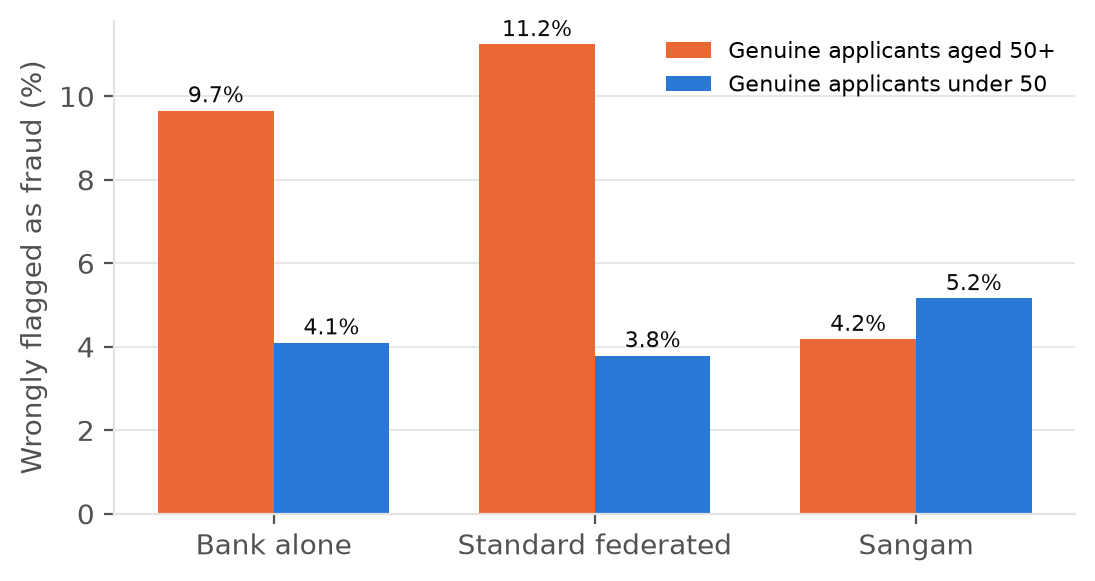 Wrongly flagged as fraud (%)
10
8
6
4
2
0
9.7%
4.1%
11.2%
3.8%
4.2%
5.2%
Genuine applicants aged 50+
Genuine applicants under 50
Bank alone
Standard federated
Sangam